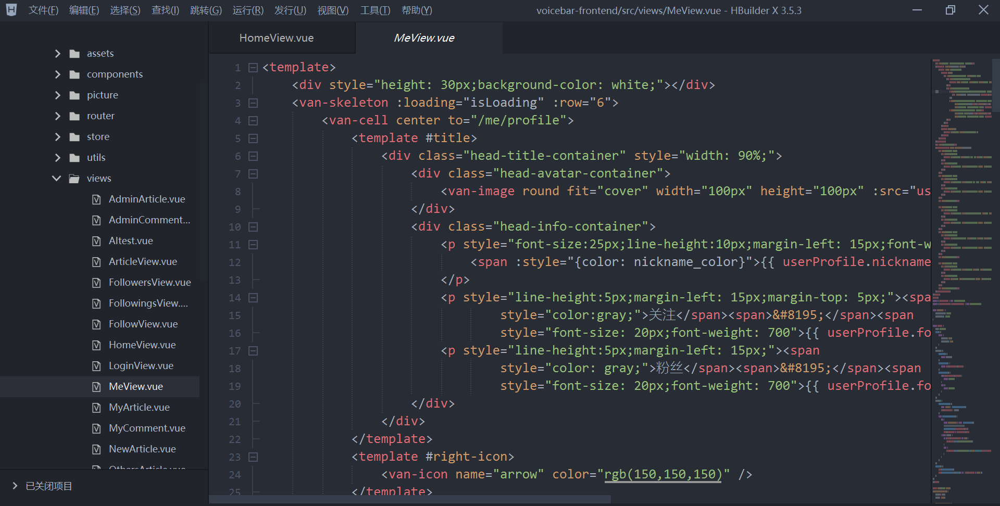 H 文件(F) 编辑(E) 选择(S) 查找(I) 跳转(G) 运行(R) 发行(U) 视图(V) 工具(T) 帮助(Y) voicebar-frontend/src/views/MeView.vue - HBuilder X 3.5.3
assets
components
picture
router
store
utils
views
AdminArticle.vue
AdminComment...
AItest.vue
ArticleView.vue
FollowersView.vue
FollowingsView....
FollowView.vue
HomeView.vue
LoginView.vue
MeView.vue
MyArticle.vue
MyComment.vue
NewArticle.vue
OthersArticle.vue
已关闭项目
HomeView.vue MeView.vue
1 <template>
2 <div style="height: 30px;background-color: white;"></div>
3 <van-skeleton :loading="isLoading" :row="6">
4 <van-cell center to="/me/profile">
5 <template #title>
6 <div class="head-title-container" style="width: 90%;">
7 <div class="head-avatar-container">
8 <van-image round fit="cover" width="100px" height="100px" :src="us
9 </div>
10 <div class="head-info-container">
11 <p style="font-size:25px;line-height:10px;margin-left: 15px;font-w
12 <span :style="{color: nickname_color}">{{ userProfile.nickname
13 </p>
14 <p style="line-height:5px;margin-left: 15px;margin-top: 5px;"><spa
15 style="color:gray;">关注</span><span>&#8195;</span><span
16 style="font-size: 20px;font-weight: 700">{{ userProfile.fo
17 <p style="line-height:5px;margin-left: 15px;"><span
18 style="color: gray;">粉丝</span><span>&#8195;</span><span
19 style="font-size: 20px;font-weight: 700">{{ userProfile.fo
20 </div>
21 </div>
22 </template>
23 <template #right-icon>
24 <van-icon name="arrow" color="rgb(150,150,150)" />
25 </template>